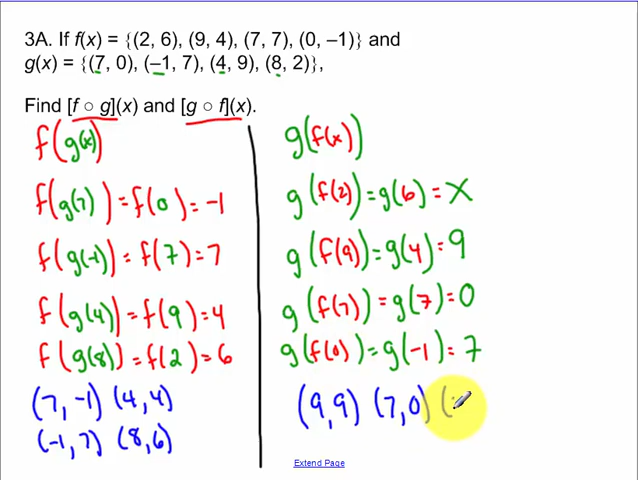 3A. If f(x) = {(2, 6), (9, 4), (7, 7), (0, –1)} and
g(x) = {(7, 0), (–1, 7), (4, 9), (8, 2)},
Find [f ○ g](x) and [g ○ f](x).
f(g(x))
f(g(7)) = f(0) = -1
f(g(-1)) = f(7) = 7
f(g(4)) = f(9) = 4
f(g(8)) = f(2) = 6
(7, -1) (4, 4)
(-1, 7) (8, 6)
g(f(x))
g(f(2)) = g(6) = X
g(f(9)) = g(4) = 9
g(f(7)) = g(7) = 0
g(f(0)) = g(-1) = 7
(9, 9) (7, 0) (
Extend Page